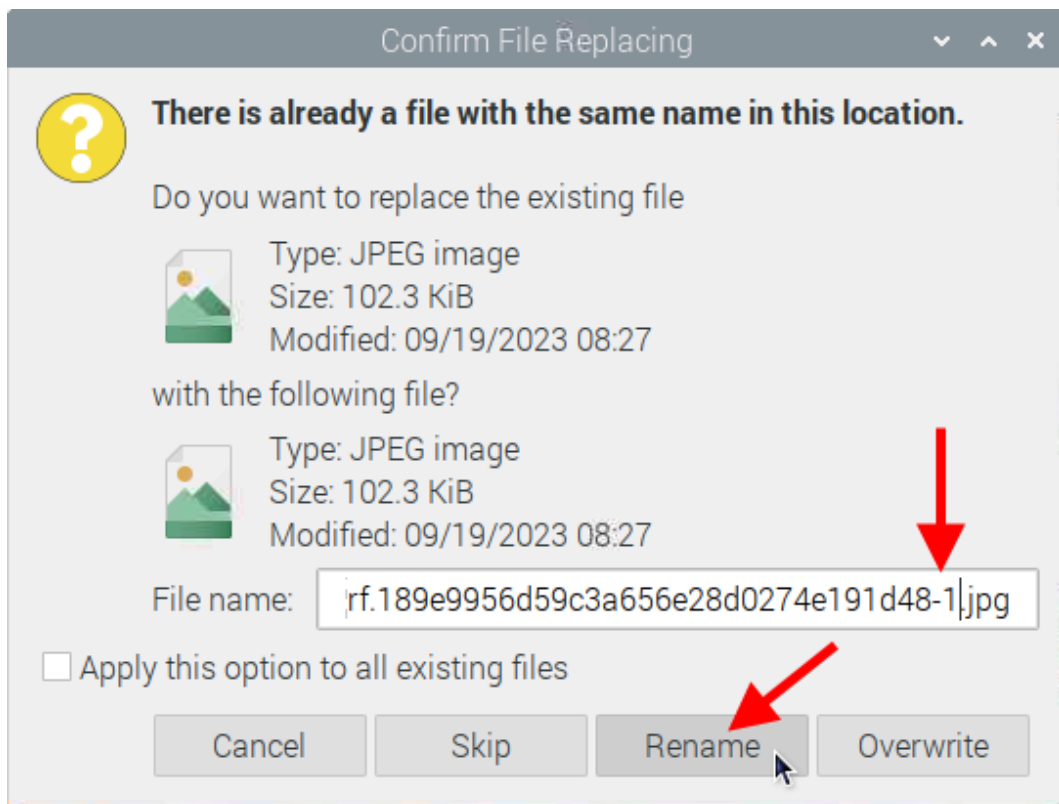 Confirm File Replacing
There is already a file with the same name in this location.
Do you want to replace the existing file
Type: JPEG image
Size: 102.3 KiB
Modified: 09/19/2023 08:27
with the following file?
Type: JPEG image
Size: 102.3 KiB
Modified: 09/19/2023 08:27
File name: rf.189e9956d59c3a656e28d0274e191d48-1.jpg
Apply this option to all existing files
Cancel Skip Rename Overwrite